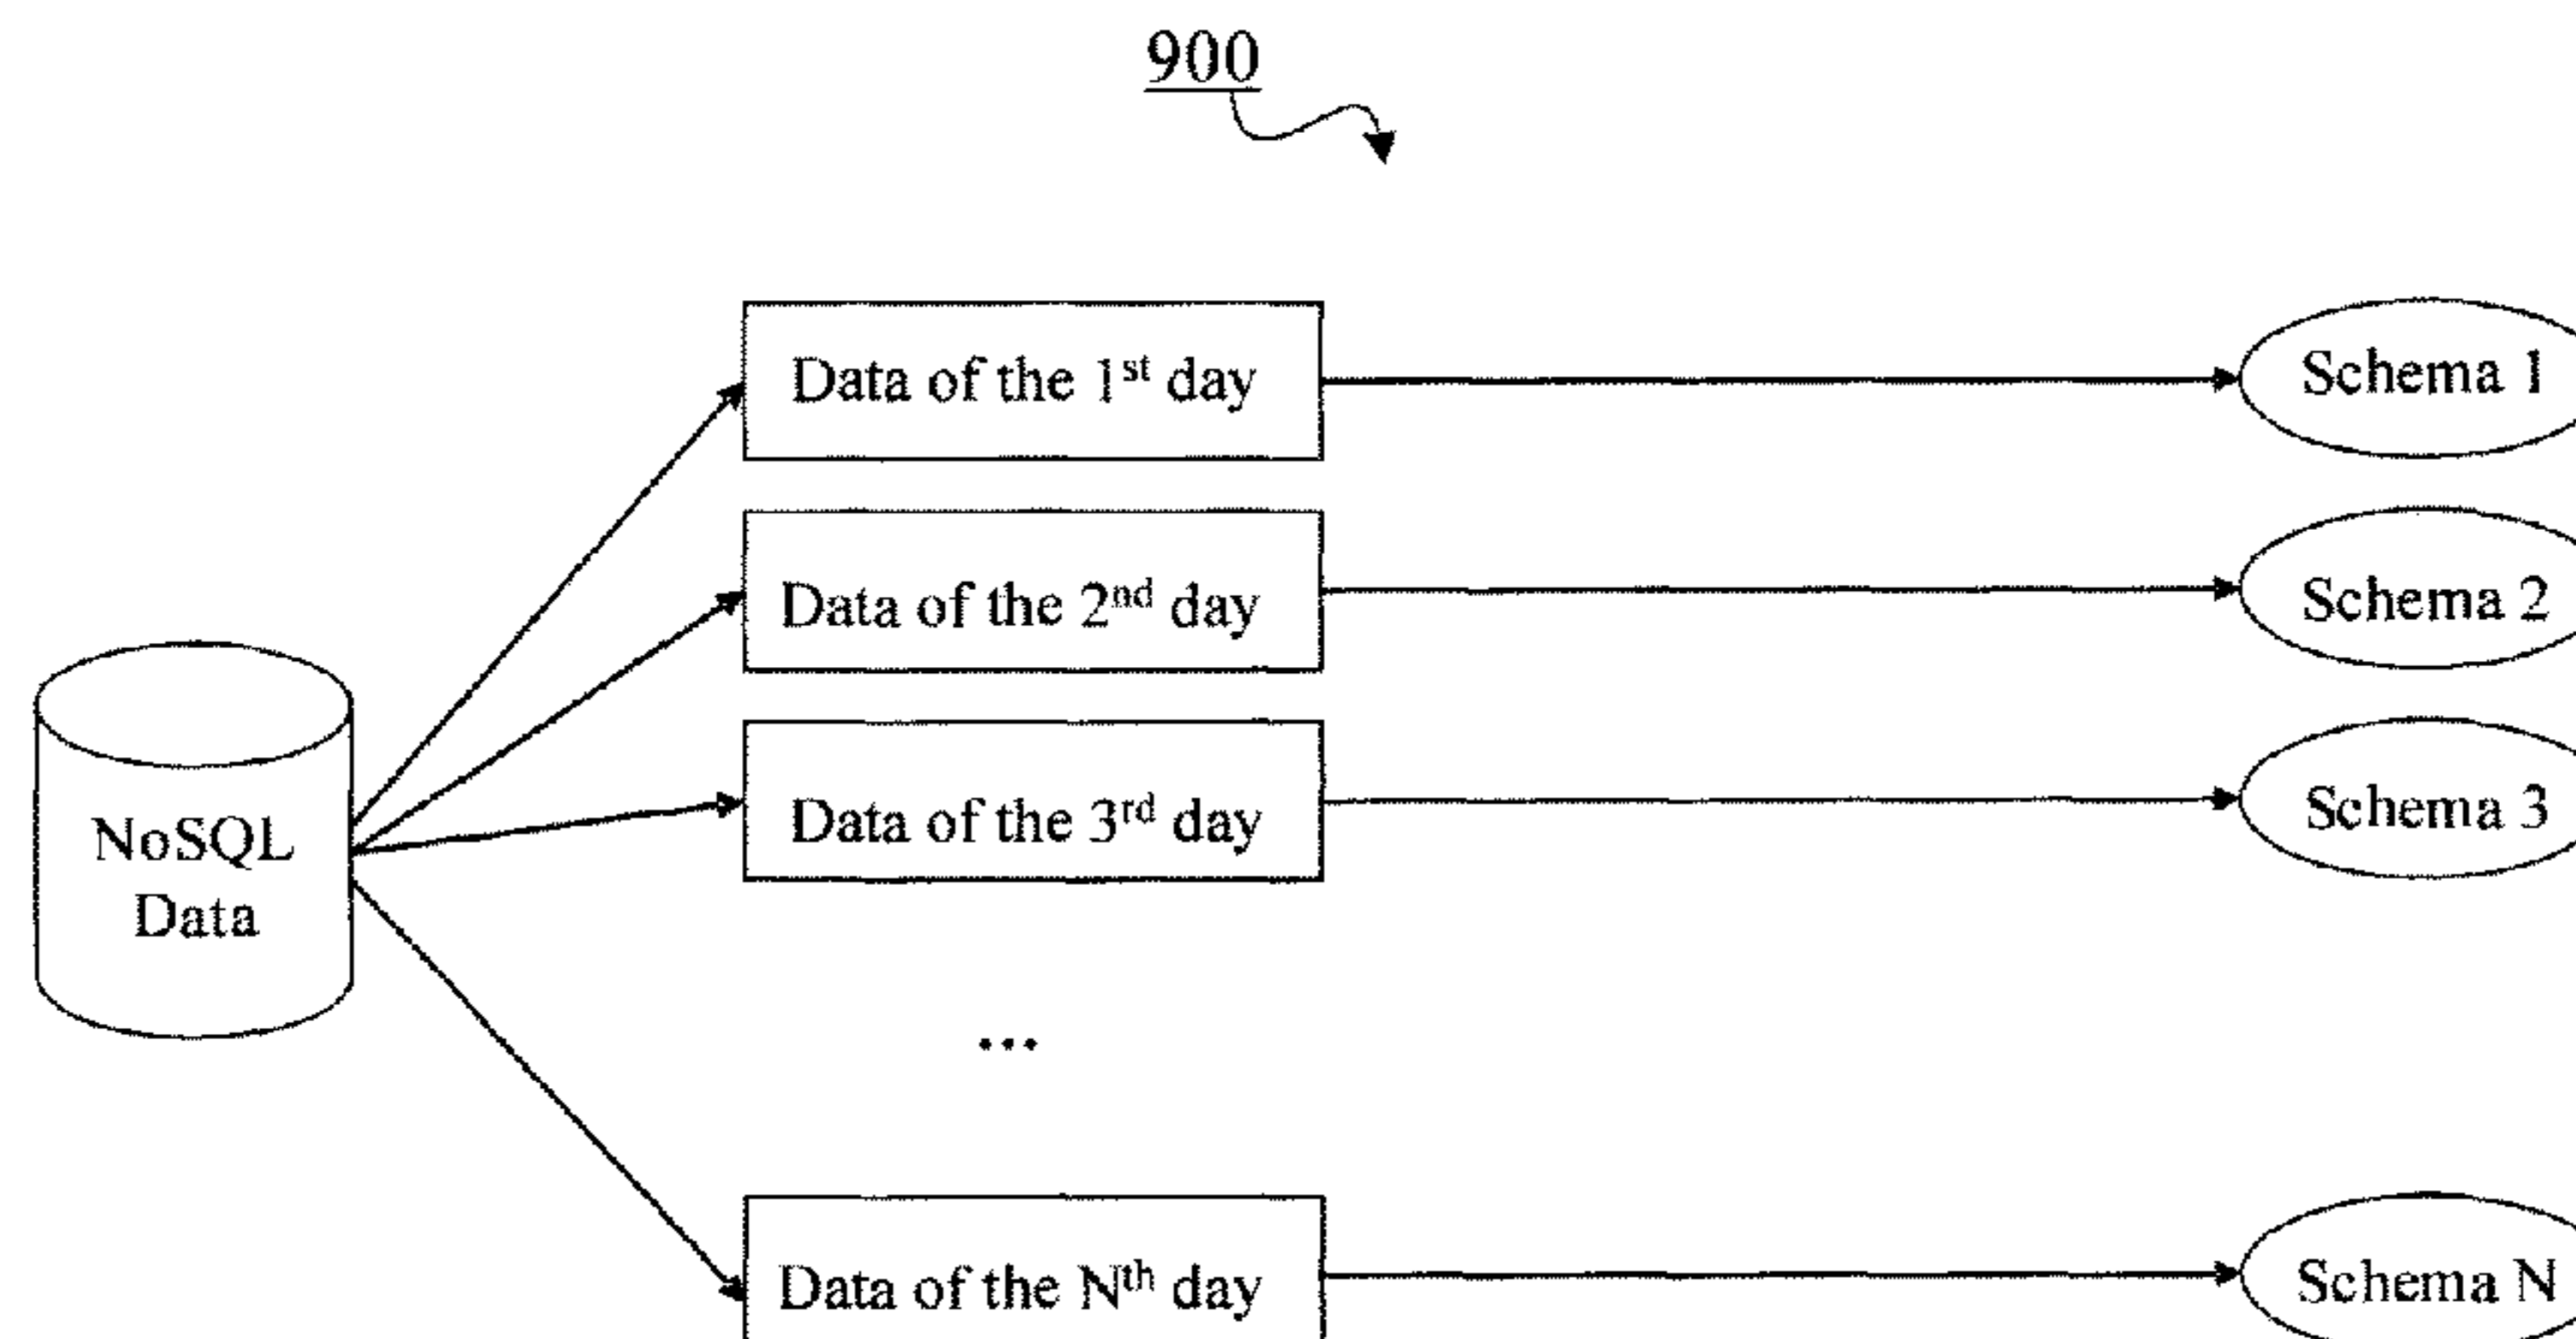 900
Data of the 1st day
Schema 1
Data of the 2nd day
Schema 2
Data of the 3rd day
Schema 3
NoSQL
Data
...
Data of the Nth day
Schema N